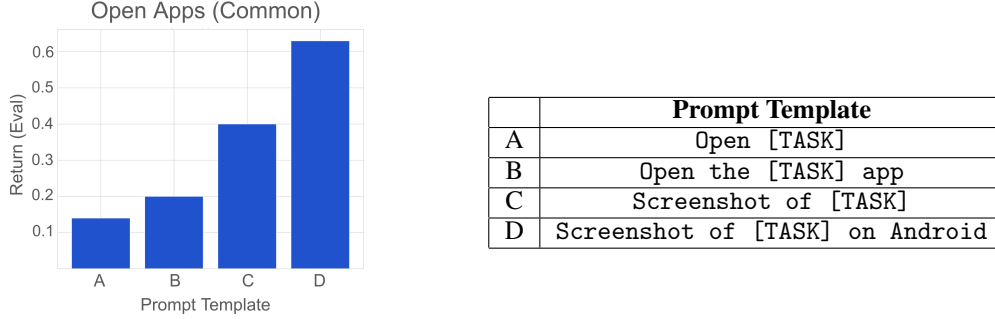 Open Apps (Common)
Return (Eval)
0.6
0.5
0.4
0.3
0.2
0.1
A B C D
Prompt Template
Prompt Template
A Open [TASK]
B Open the [TASK] app
C Screenshot of [TASK]
D Screenshot of [TASK] on Android